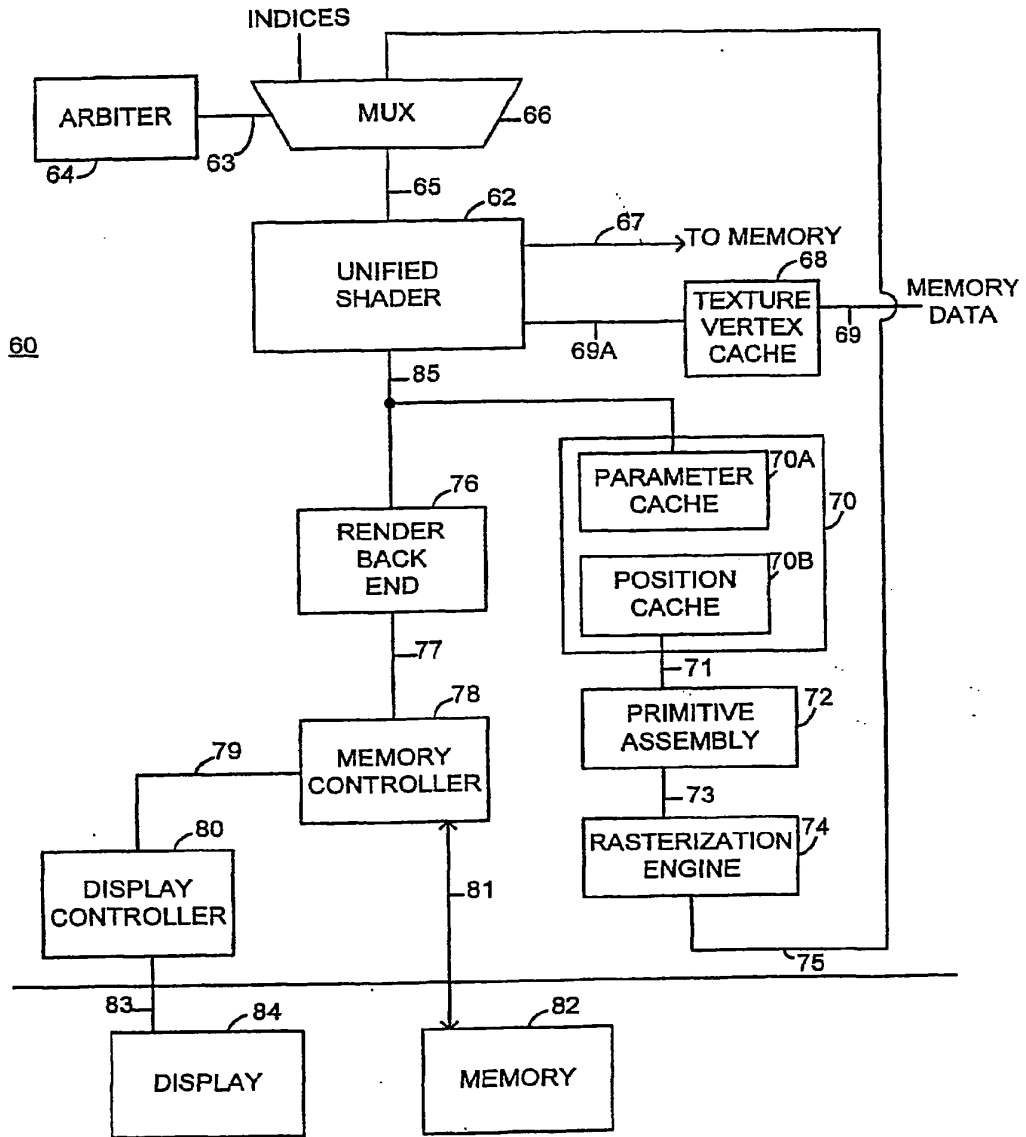 INDICES
ARBITER
64
63
MUX
66
65
62
UNIFIED
SHADER
67
TO MEMORY
68
TEXTURE
VERTEX
CACHE
69A
69
MEMORY
DATA
60
85
76
RENDER
BACK
END
70A
PARAMETER
CACHE
70
70B
POSITION
CACHE
77
71
78
MEMORY
CONTROLLER
72
PRIMITIVE
ASSEMBLY
79
73
80
DISPLAY
CONTROLLER
81
74
RASTERIZATION
ENGINE
75
83
84
DISPLAY
82
MEMORY